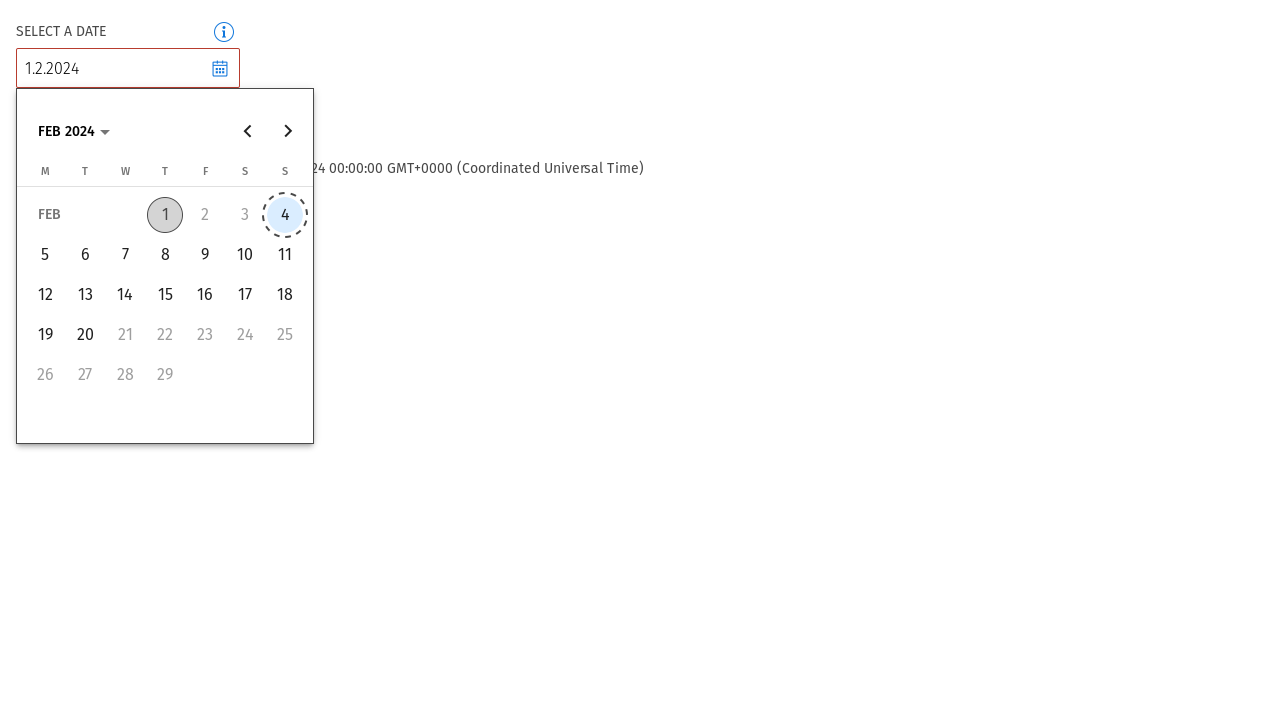 SELECT A DATE
1.2.2024
FEB 2024
M T W T F S S
24 00:00:00 GMT+0000 (Coordinated Universal Time)
FEB 1 2 3 4
5 6 7 8 9 10 11
12 13 14 15 16 17 18
19 20 21 22 23 24 25
26 27 28 29